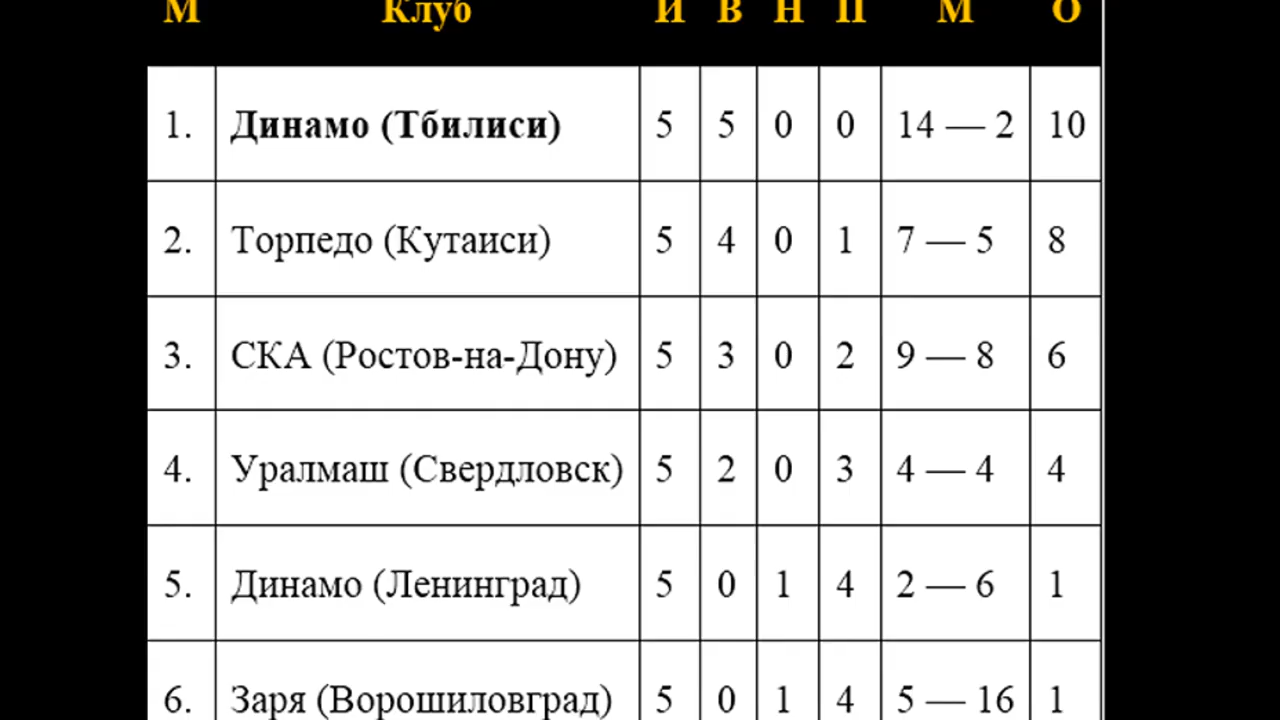 М Клуб И В Н П М О
1. Динамо (Тбилиси) 5 5 0 0 14 — 2 10
2. Торпедо (Кутаиси) 5 4 0 1 7 — 5 8
3. СКА (Ростов-на-Дону) 5 3 0 2 9 — 8 6
4. Уралмаш (Свердловск) 5 2 0 3 4 — 4 4
5. Динамо (Ленинград) 5 0 1 4 2 — 6 1
6. Заря (Ворошиловград) 5 0 1 4 5 — 16 1